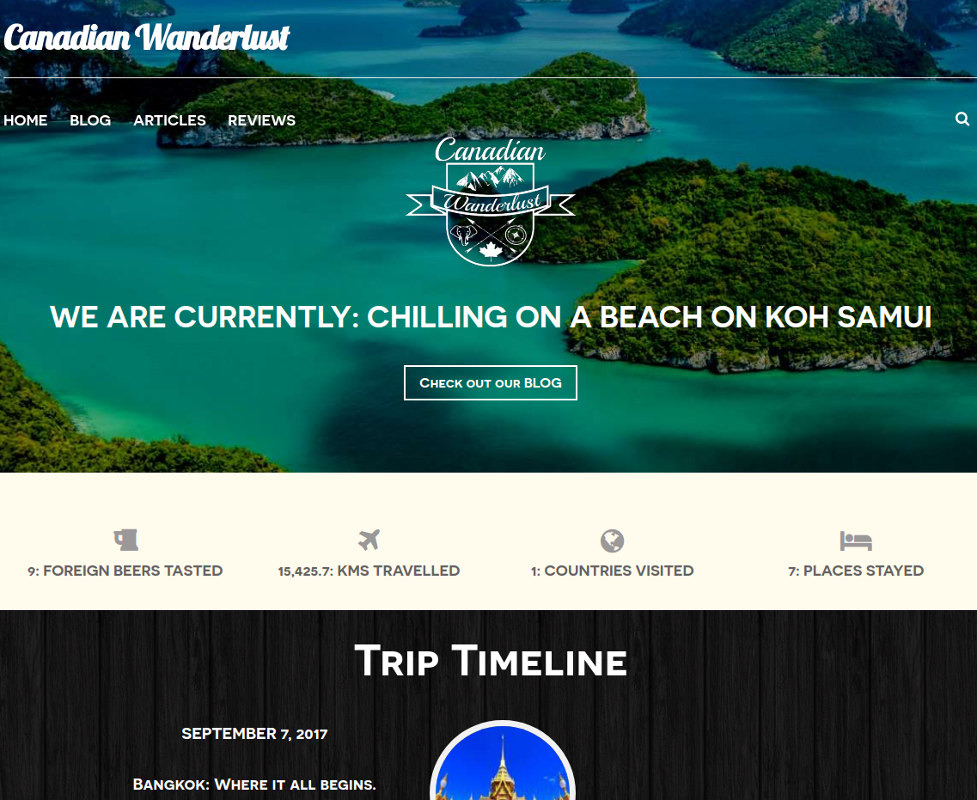 Canadian Wanderlust
HOME BLOG ARTICLES REVIEWS
Canadian
Wanderlust
WE ARE CURRENTLY: CHILLING ON A BEACH ON KOH SAMUI
Check out our BLOG
9: FOREIGN BEERS TASTED
15,425.7: KMS TRAVELLED
1: COUNTRIES VISITED
7: PLACES STAYED
Trip Timeline
SEPTEMBER 7, 2017
Bangkok: Where it all begins.